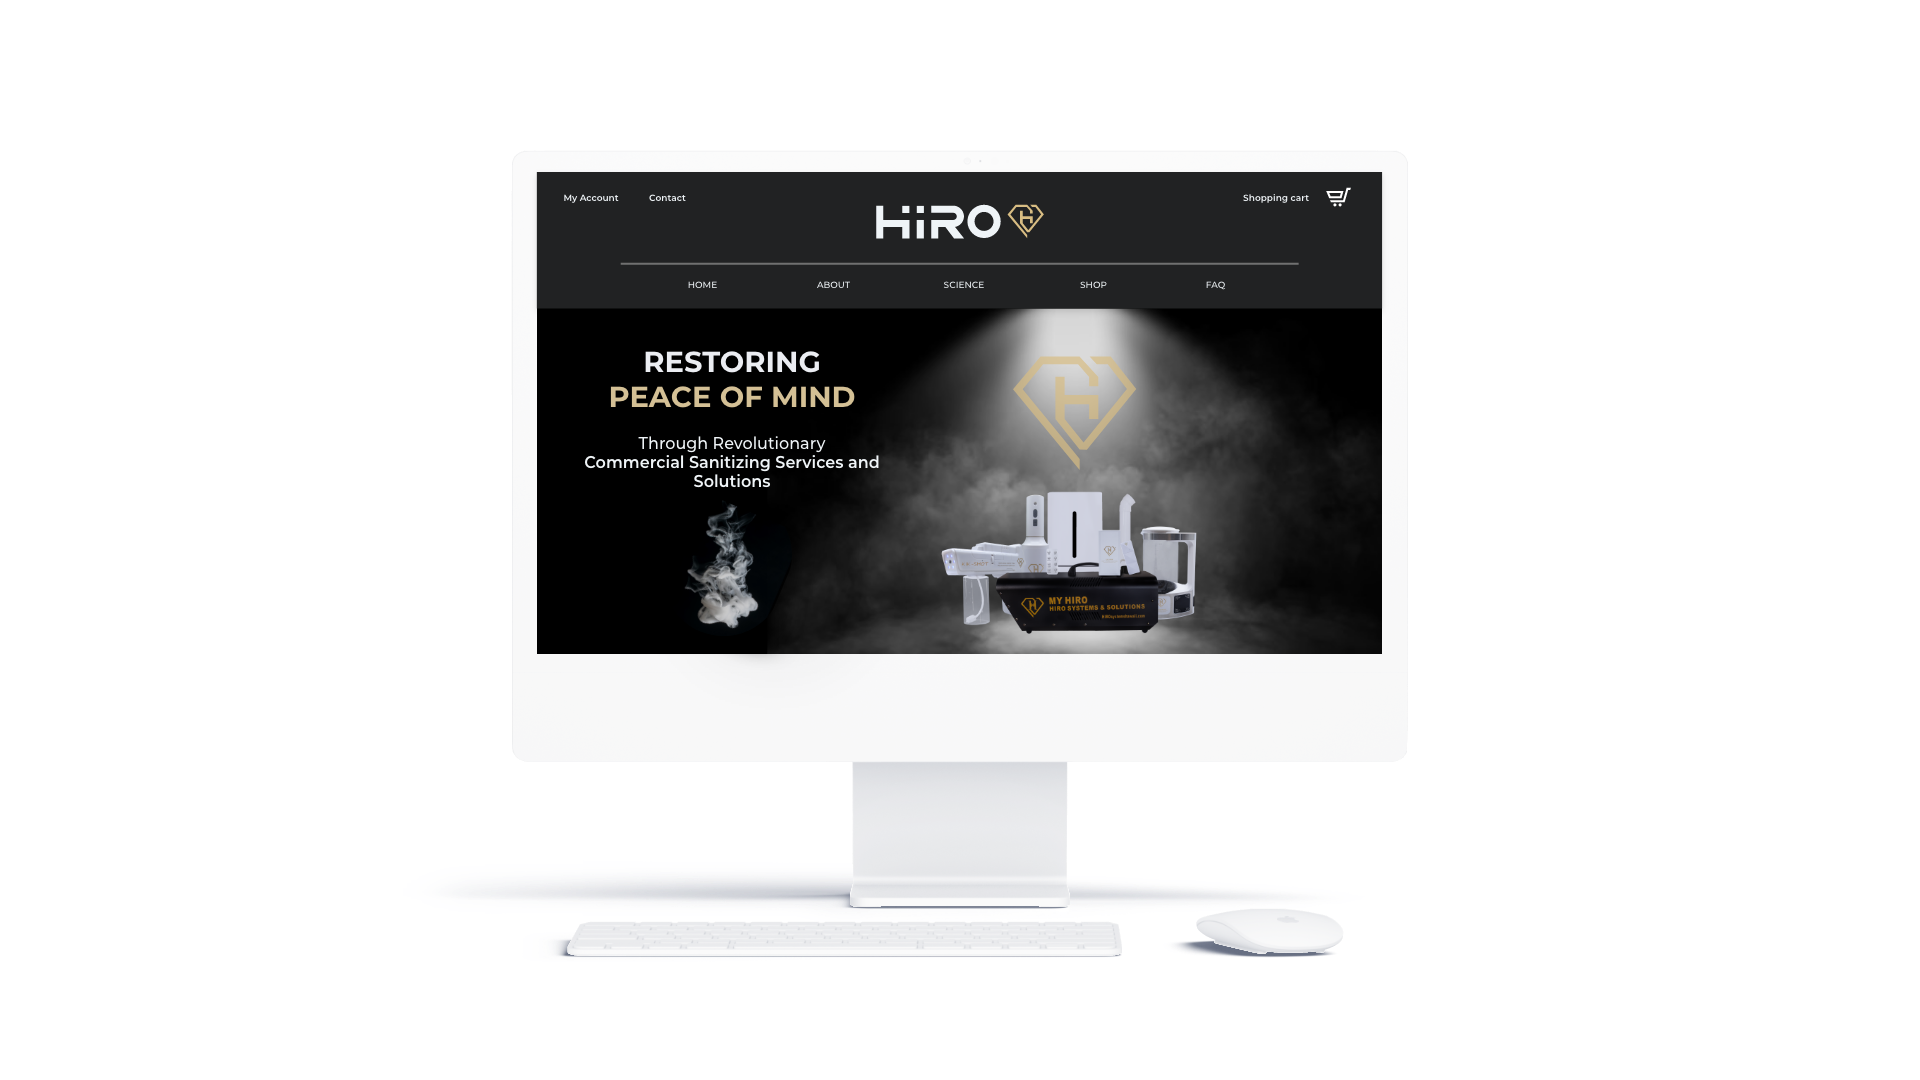 My Account
Contact
HiRO
Shopping cart
HOME
ABOUT
SCIENCE
SHOP
FAQ
RESTORING
PEACE OF MIND
Through Revolutionary
Commercial Sanitizing Services and
Solutions
MY HIRO
HIRO SYSTEMS & SOLUTIONS